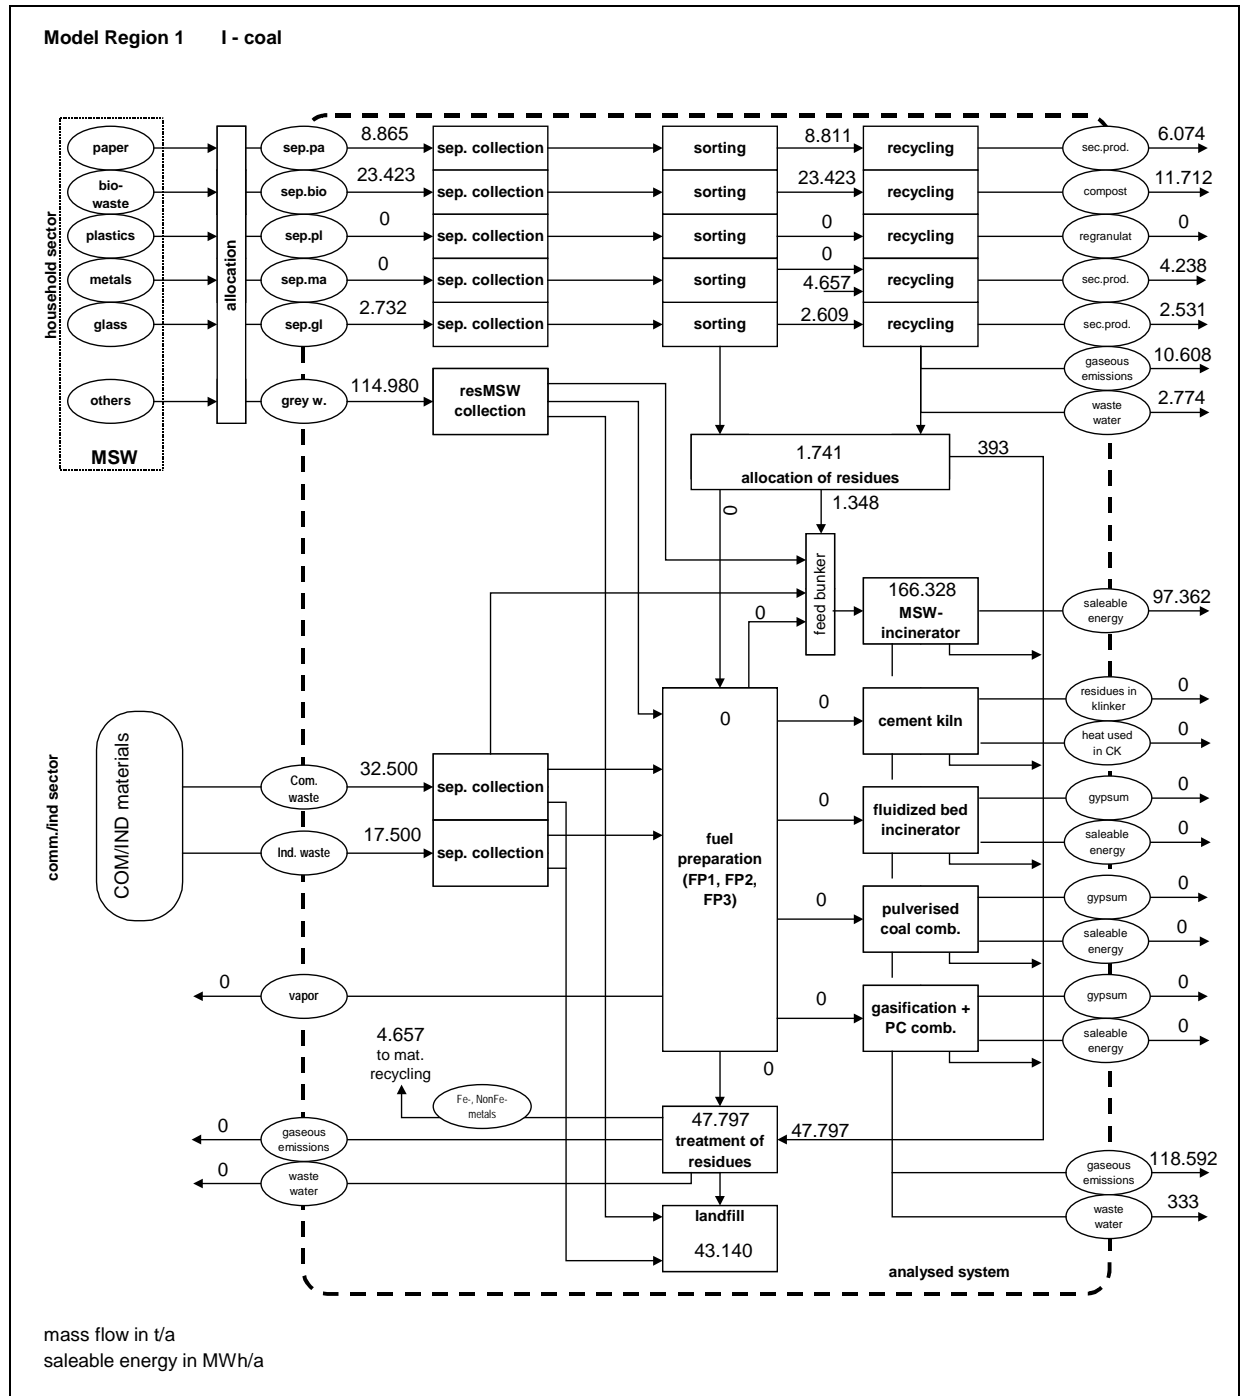 Model Region 1 I - coal
household sector
MSW
allocation
paper
sep.pa
8.865
sep. collection
sorting
8.811
recycling
sec.prod.
6.074
bio-
waste
sep.bio
23.423
sep. collection
sorting
23.423
recycling
compost
11.712
plastics
sep.pl
0
sep. collection
sorting
0
recycling
regranulat
0
metals
sep.ma
0
sep. collection
sorting
0
4.657
recycling
sec.prod.
4.238
glass
sep.gl
2.732
sep. collection
sorting
2.609
recycling
sec.prod.
2.531
gaseous
emissions
10.608
others
grey w.
114.980
resMSW
collection
waste
water
2.774
1.741
allocation of residues
393
0
1.348
feed bunker
0
166.328
MSW-
incinerator
saleable
energy
97.362
comm./ind sector
COM/IND materials
Com.
waste
32.500
sep. collection
Ind. waste
17.500
sep. collection
0
fuel
preparation
(FP1, FP2,
FP3)
0
cement kiln
residues in
klinker
0
heat used
in CK
0
0
fluidized bed
incinerator
gypsum
0
saleable
energy
0
0
pulverised
coal comb.
gypsum
0
saleable
energy
0
0
vapor
0
gasification +
PC comb.
gypsum
0
saleable
energy
0
4.657
to mat.
recycling
Fe-, NonFe-
metals
0
47.797
treatment of
residues
47.797
0
gaseous
emissions
0
waste
water
gaseous
emissions
118.592
waste
water
333
landfill
43.140
analysed system
mass flow in t/a
saleable energy in MWh/a